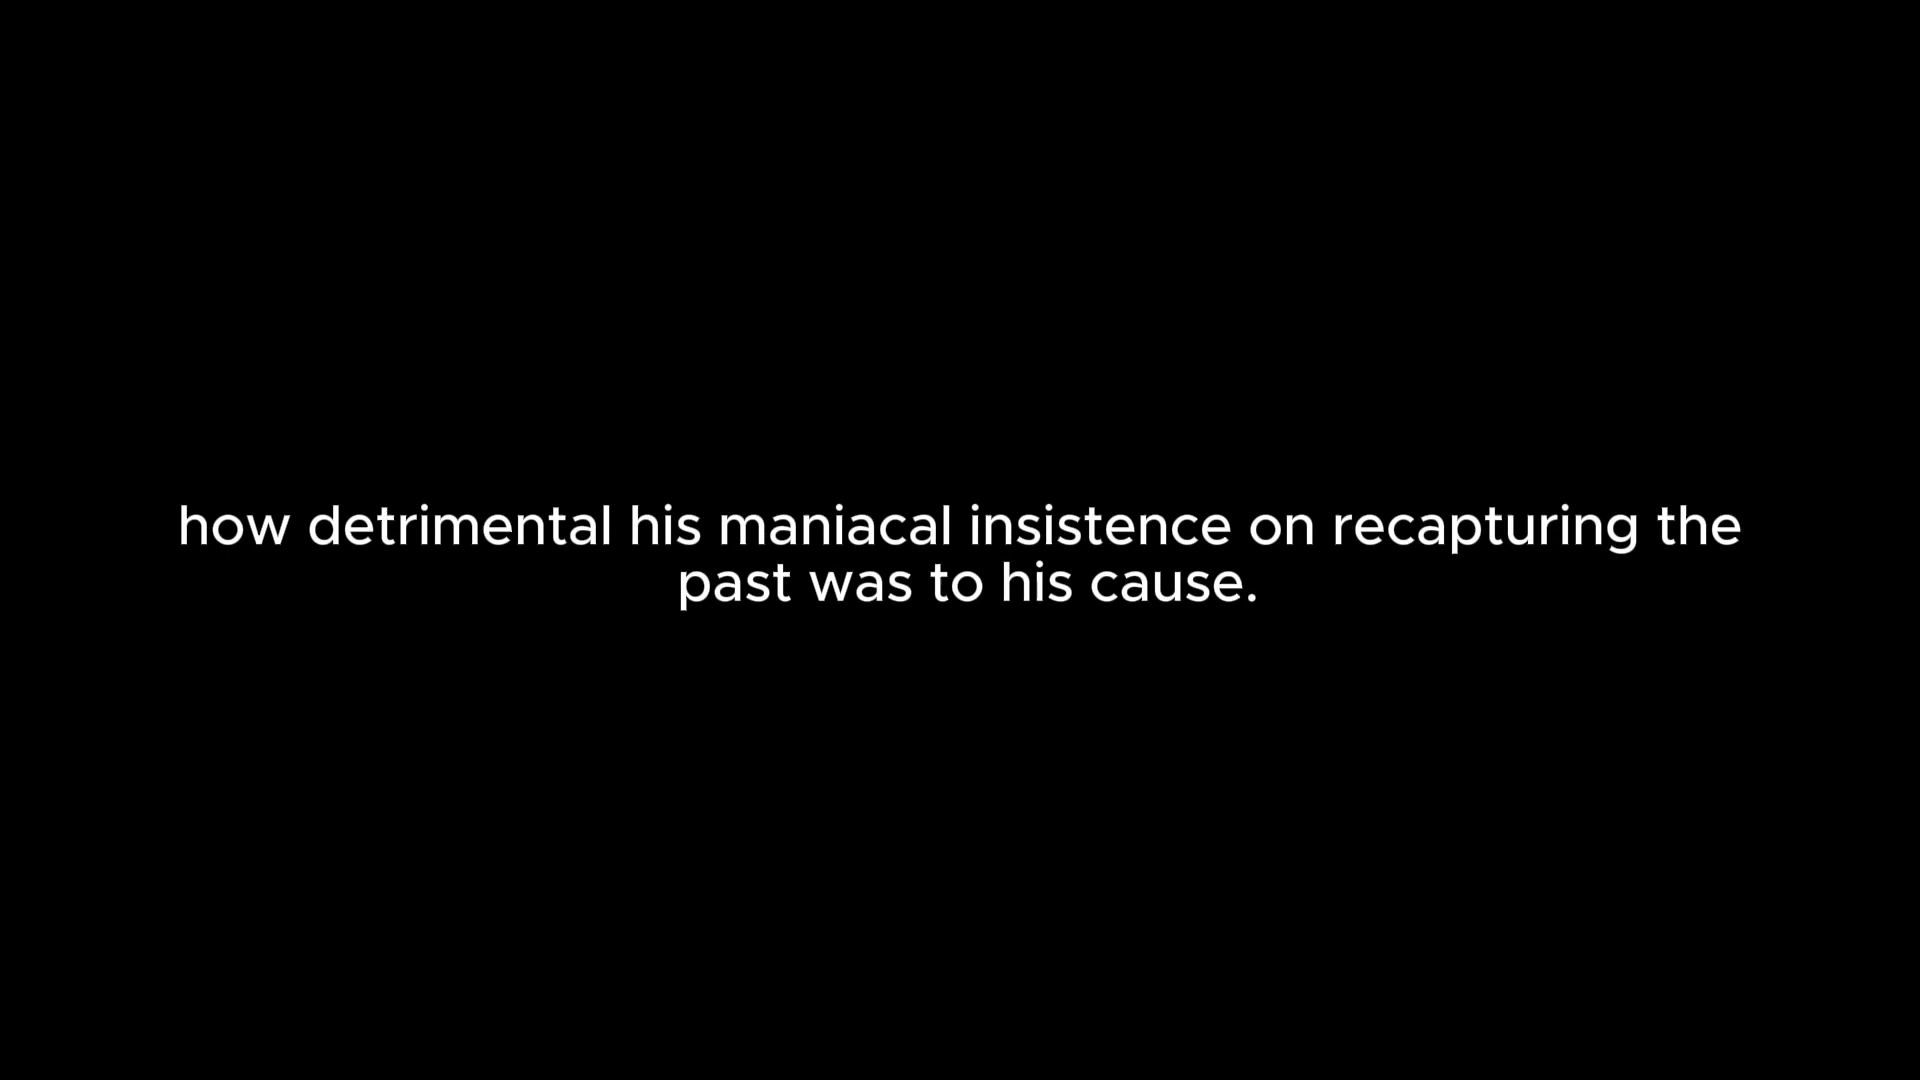 how detrimental his maniacal insistence on recapturing the
past was to his cause.